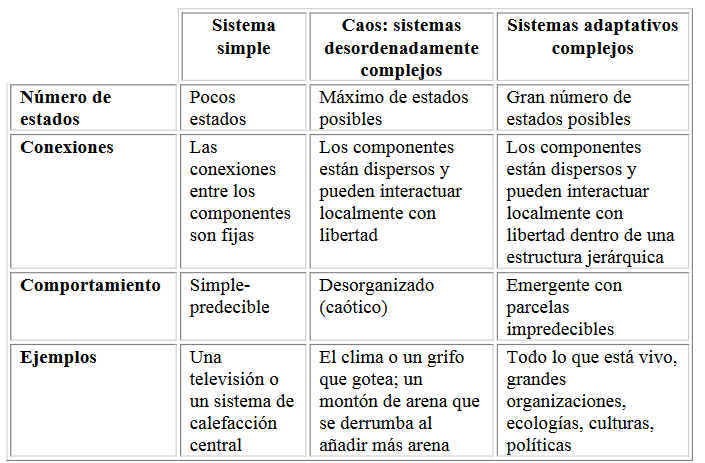 Sistema
simple
Caos: sistemas
desordenadamente
complejos
Sistemas adaptativos
complejos
Número de
estados
Pocos
estados
Máximo de estados
posibles
Gran número de
estados posibles
Conexiones
Las
conexiones
entre los
componentes
son fijas
Los componentes
están dispersos y
pueden interactuar
localmente con
libertad
Los componentes
están dispersos y
pueden interactuar
localmente con
libertad dentro de una
estructura jerárquica
Comportamiento
Simple-
predecible
Desorganizado
(caótico)
Emergente con
parcelas
impredecibles
Ejemplos
Una
televisión o
un sistema de
calefacción
central
El clima o un grifo
que gotea; un
montón de arena que
se derrumba al
añadir más arena
Todo lo que está vivo,
grandes
organizaciones,
ecologías, culturas,
políticas